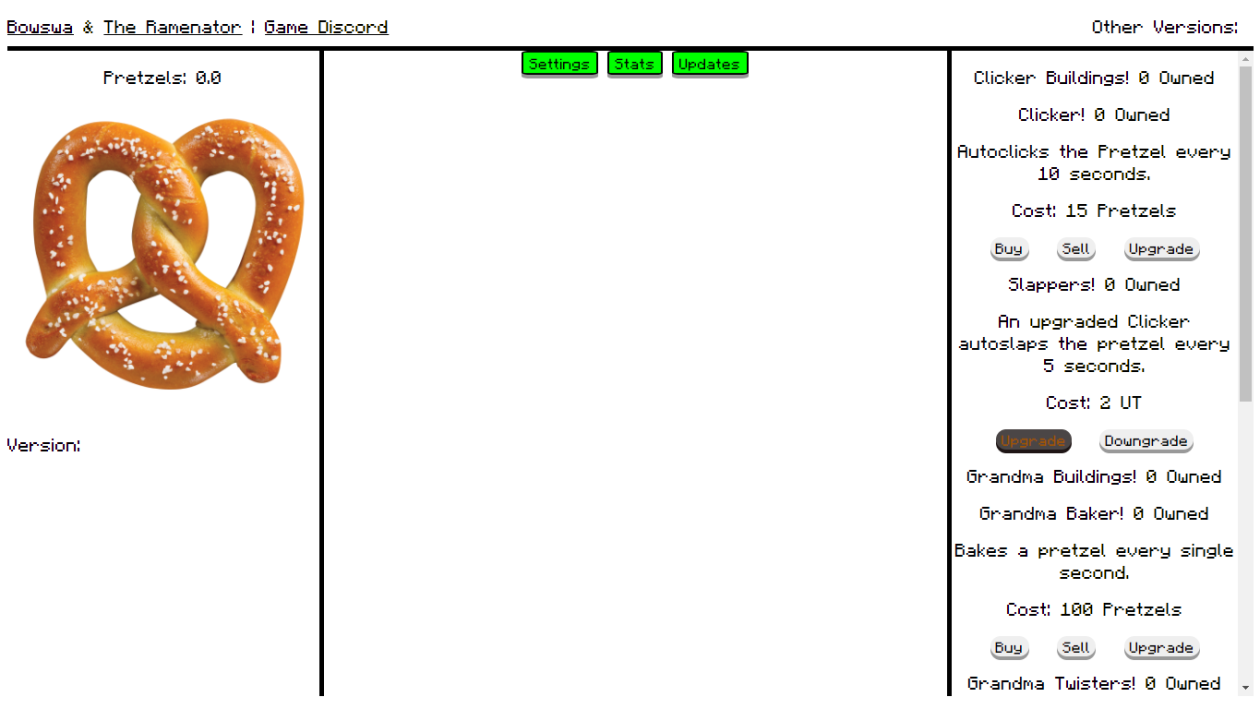 Bowswa & The Ramenator | Game Discord
Other Versions:
Pretzels: 0.0
Version:
Settings Stats Updates
Clicker Buildings! 0 Owned
Clicker! 0 Owned
Autoclicks the Pretzel every
10 seconds.
Cost: 15 Pretzels
Buy Sell Upgrade
Slappers! 0 Owned
An upgraded Clicker
autoslaps the pretzel every
5 seconds.
Cost: 2 UT
Upgrade Downgrade
Grandma Buildings! 0 Owned
Grandma Baker! 0 Owned
Bakes a pretzel every single
second.
Cost: 100 Pretzels
Buy Sell Upgrade
Grandma Twisters! 0 Owned